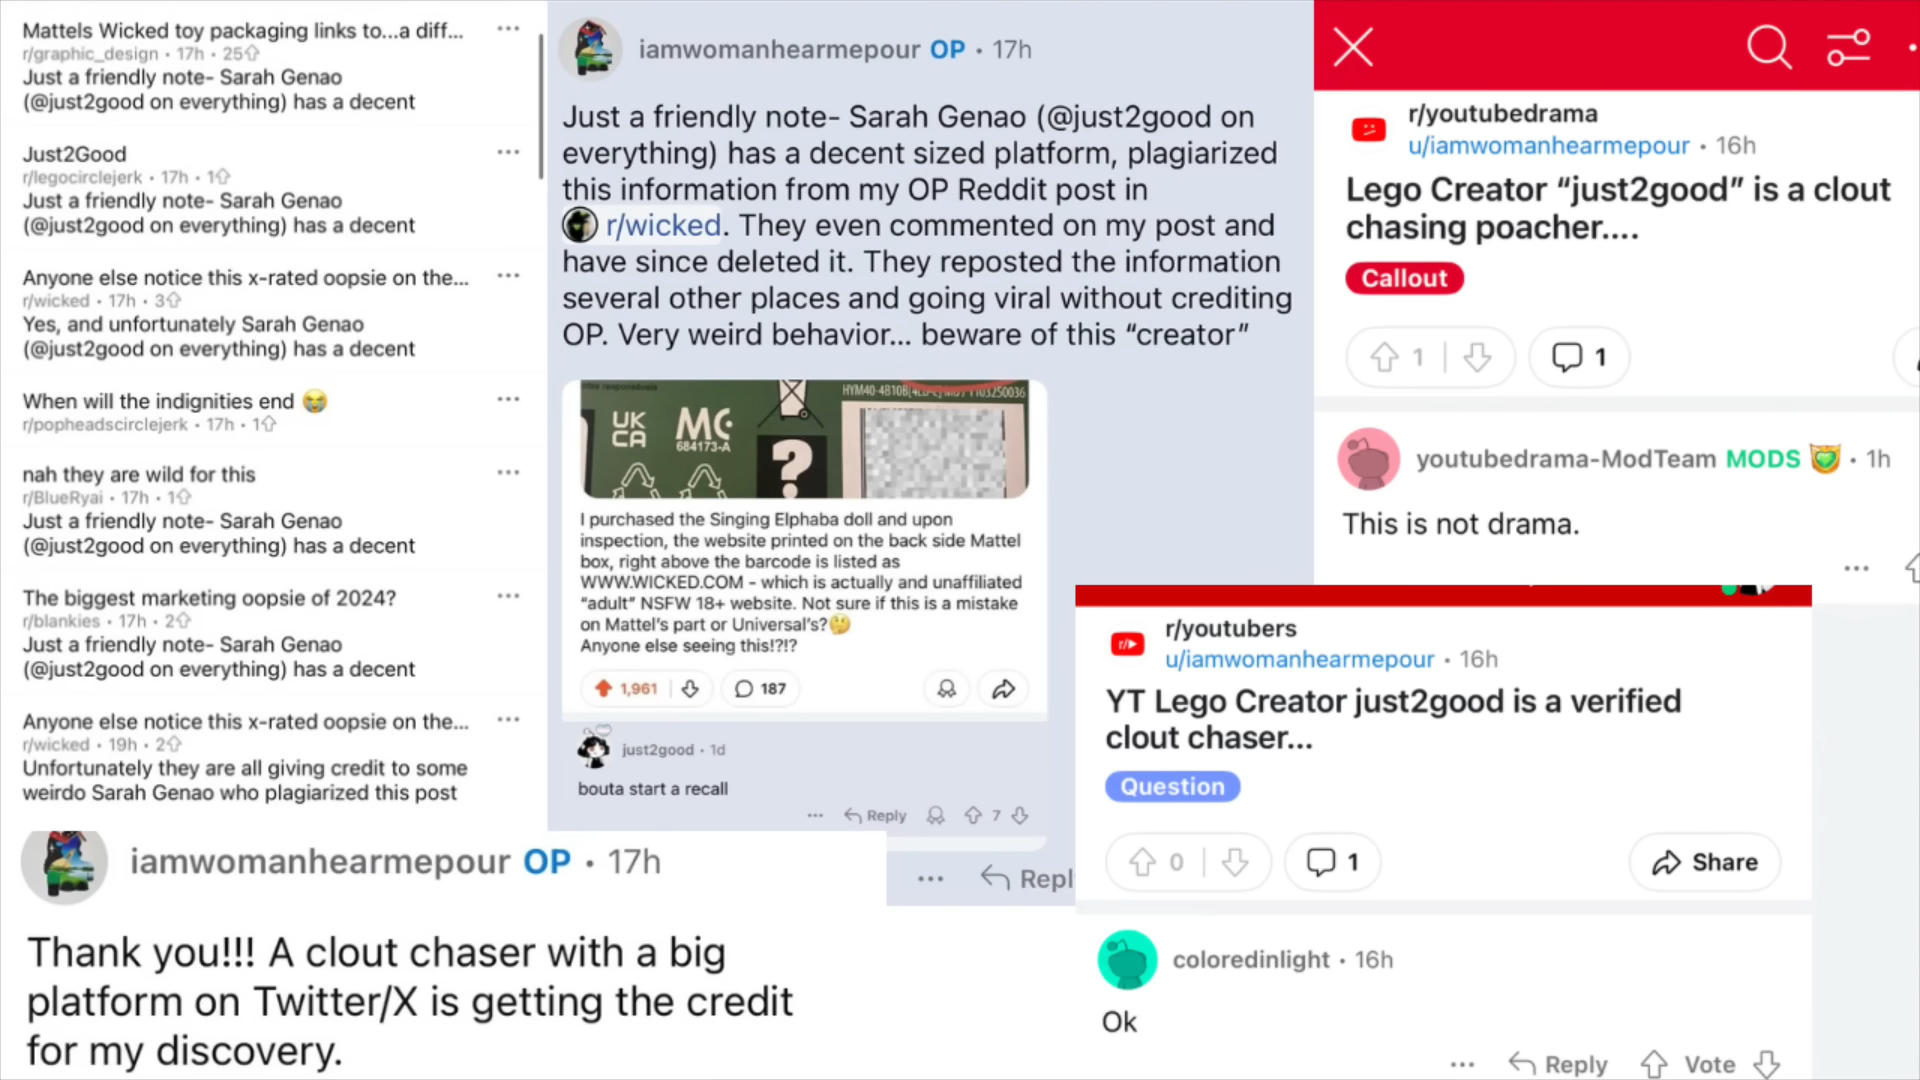 Mattels Wicked toy packaging links to...a diff...
r/graphic_design • 17h • 25
Just a friendly note- Sarah Genao
(@just2good on everything) has a decent
Just2Good
r/legocirclejerk • 17h • 1
Just a friendly note- Sarah Genao
(@just2good on everything) has a decent
Anyone else notice this x-rated oopsie on the...
r/wicked • 17h • 3
Yes, and unfortunately Sarah Genao
(@just2good on everything) has a decent
When will the indignities end 😭
r/popheadscirclejerk • 17h • 1
nah they are wild for this
r/BlueRyai • 17h • 1
Just a friendly note- Sarah Genao
(@just2good on everything) has a decent
The biggest marketing oopsie of 2024?
r/blankies • 17h • 2
Just a friendly note- Sarah Genao
(@just2good on everything) has a decent
Anyone else notice this x-rated oopsie on the...
r/wicked • 19h • 2
Unfortunately they are all giving credit to some
weirdo Sarah Genao who plagiarized this post
iamwomanhearmepour OP • 17h
Thank you!!! A clout chaser with a big
platform on Twitter/X is getting the credit
for my discovery.
iamwomanhearmepour OP • 17h
Just a friendly note- Sarah Genao (@just2good on
everything) has a decent sized platform, plagiarized
this information from my OP Reddit post in
r/wicked. They even commented on my post and
have since deleted it. They reposted the information
several other places and going viral without crediting
OP. Very weird behavior... beware of this “creator”
UK
CA
MC
684173-A
?
I purchased the Singing Elphaba doll and upon
inspection, the website printed on the back side Mattel
box, right above the barcode is listed as
WWW.WICKED.COM - which is actually and unaffiliated
“adult” NSFW 18+ website. Not sure if this is a mistake
on Mattel's part or Universal's?🤔
Anyone else seeing this!?!?
1,961
187
just2good • 1d
bouta start a recall
... Reply 7
... Repl
r/youtubedrama
u/iamwomanhearmepour • 16h
Lego Creator “just2good” is a clout
chasing poacher....
Callout
1
1
youtubedrama-ModTeam MODS • 1h
This is not drama.
...
r/youtubers
u/iamwomanhearmepour • 16h
YT Lego Creator just2good is a verified
clout chaser...
Question
0
1
Share
coloredinlight • 16h
Ok
... Reply Vote